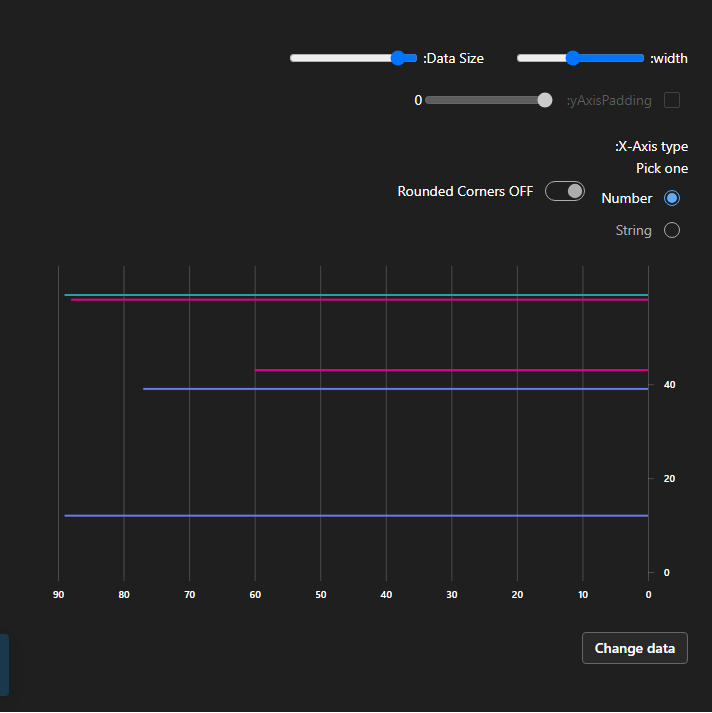 :width
:Data Size
:yAxisPadding
0
:X-Axis type
Pick one
Number
Rounded Corners OFF
String
40
20
0
90 80 70 60 50 40 30 20 10 0
Change data